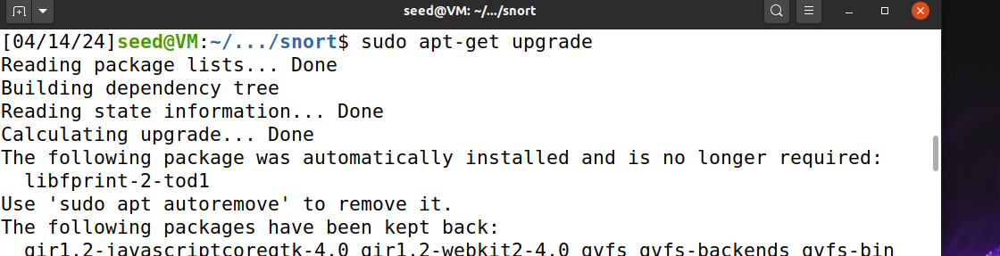 seed@VM: ~/.../snort
[04/14/24]seed@VM:~/.../snort$ sudo apt-get upgrade
Reading package lists... Done
Building dependency tree
Reading state information... Done
Calculating upgrade... Done
The following package was automatically installed and is no longer required:
  libfprint-2-tod1
Use 'sudo apt autoremove' to remove it.
The following packages have been kept back:
  gir1.2-javascriptcoregtk-4.0 gir1.2-webkit2-4.0 gvfs gvfs-backends gvfs-bin